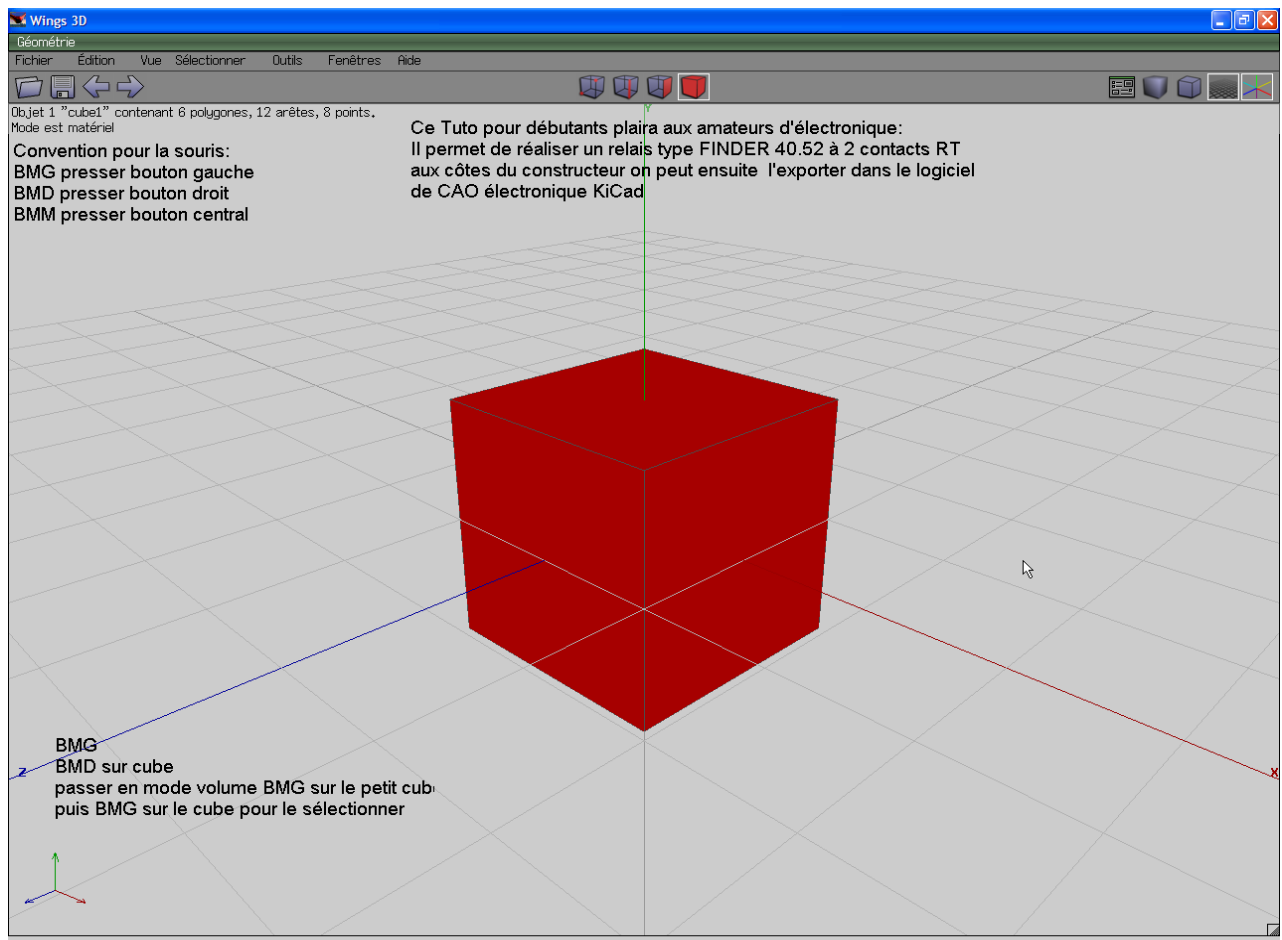 Wings 3D
Géométrie
Fichier Édition Vue Sélectionner Outils Fenêtres Aide
Objet 1 "cube1" contenant 6 polygones, 12 arêtes, 8 points.
Mode est matériel
Convention pour la souris:
BMG presser bouton gauche
BMD presser bouton droit
BMM presser bouton central
Y
Ce Tuto pour débutants plaira aux amateurs d'électronique:
Il permet de réaliser un relais type FINDER 40.52 à 2 contacts RT
aux côtes du constructeur on peut ensuite l'exporter dans le logiciel
de CAO électronique KiCad
BMG
BMD sur cube
passer en mode volume BMG sur le petit cub
puis BMG sur le cube pour le sélectionner
Z
X